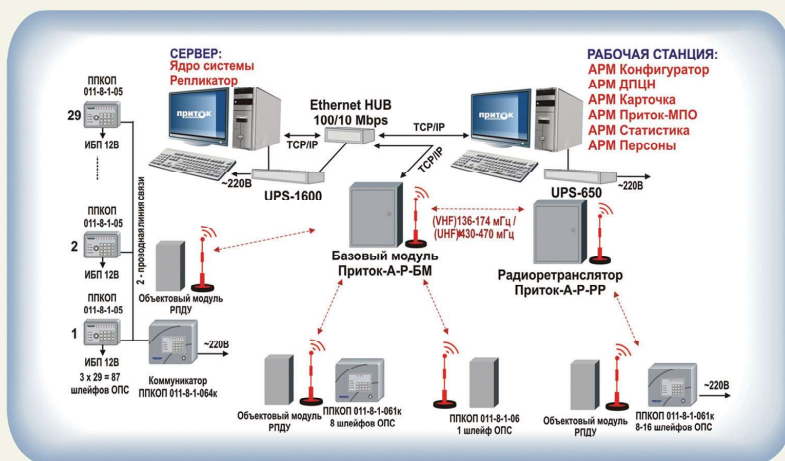 СЕРВЕР:
Ядро системы
Репликатор
РАБОЧАЯ СТАНЦИЯ:
АРМ Конфигуратор
АРМ ДПЦН
АРМ Карточка
АРМ Приток-МПО
АРМ Статистика
АРМ Персоны
приток
приток
Ethernet HUB
100/10 Mbps
TCP/IP
TCP/IP
TCP/IP
~220В
UPS-1600
UPS-650
~220В
ППКОП
011-8-1-05
29
ИБП 12В
ППКОП
011-8-1-05
2
ИБП 12В
ППКОП
011-8-1-05
1
ИБП 12В
3 x 29 = 87
шлейфов ОПС
2 - прозодная линия связи
Объектовый модуль
РПДУ
Коммуникатор
ППКОП 011-8-1-064к
~220В
Базовый модуль
Приток-А-Р-БМ
(VHF)136-174 мГц /
(UHF)430-470 мГц
Радиоретранслятор
Приток-А-Р-РР
Объектовый модуль
РПДУ
ППКОП 011-8-1-061к
8 шлейфов ОПС
ППКОП 011-8-1-06
1 шлейф ОПС
Объектовый модуль
РПДУ
ППКОП 011-8-1-061к
8-16 шлейфов ОПС
~220В